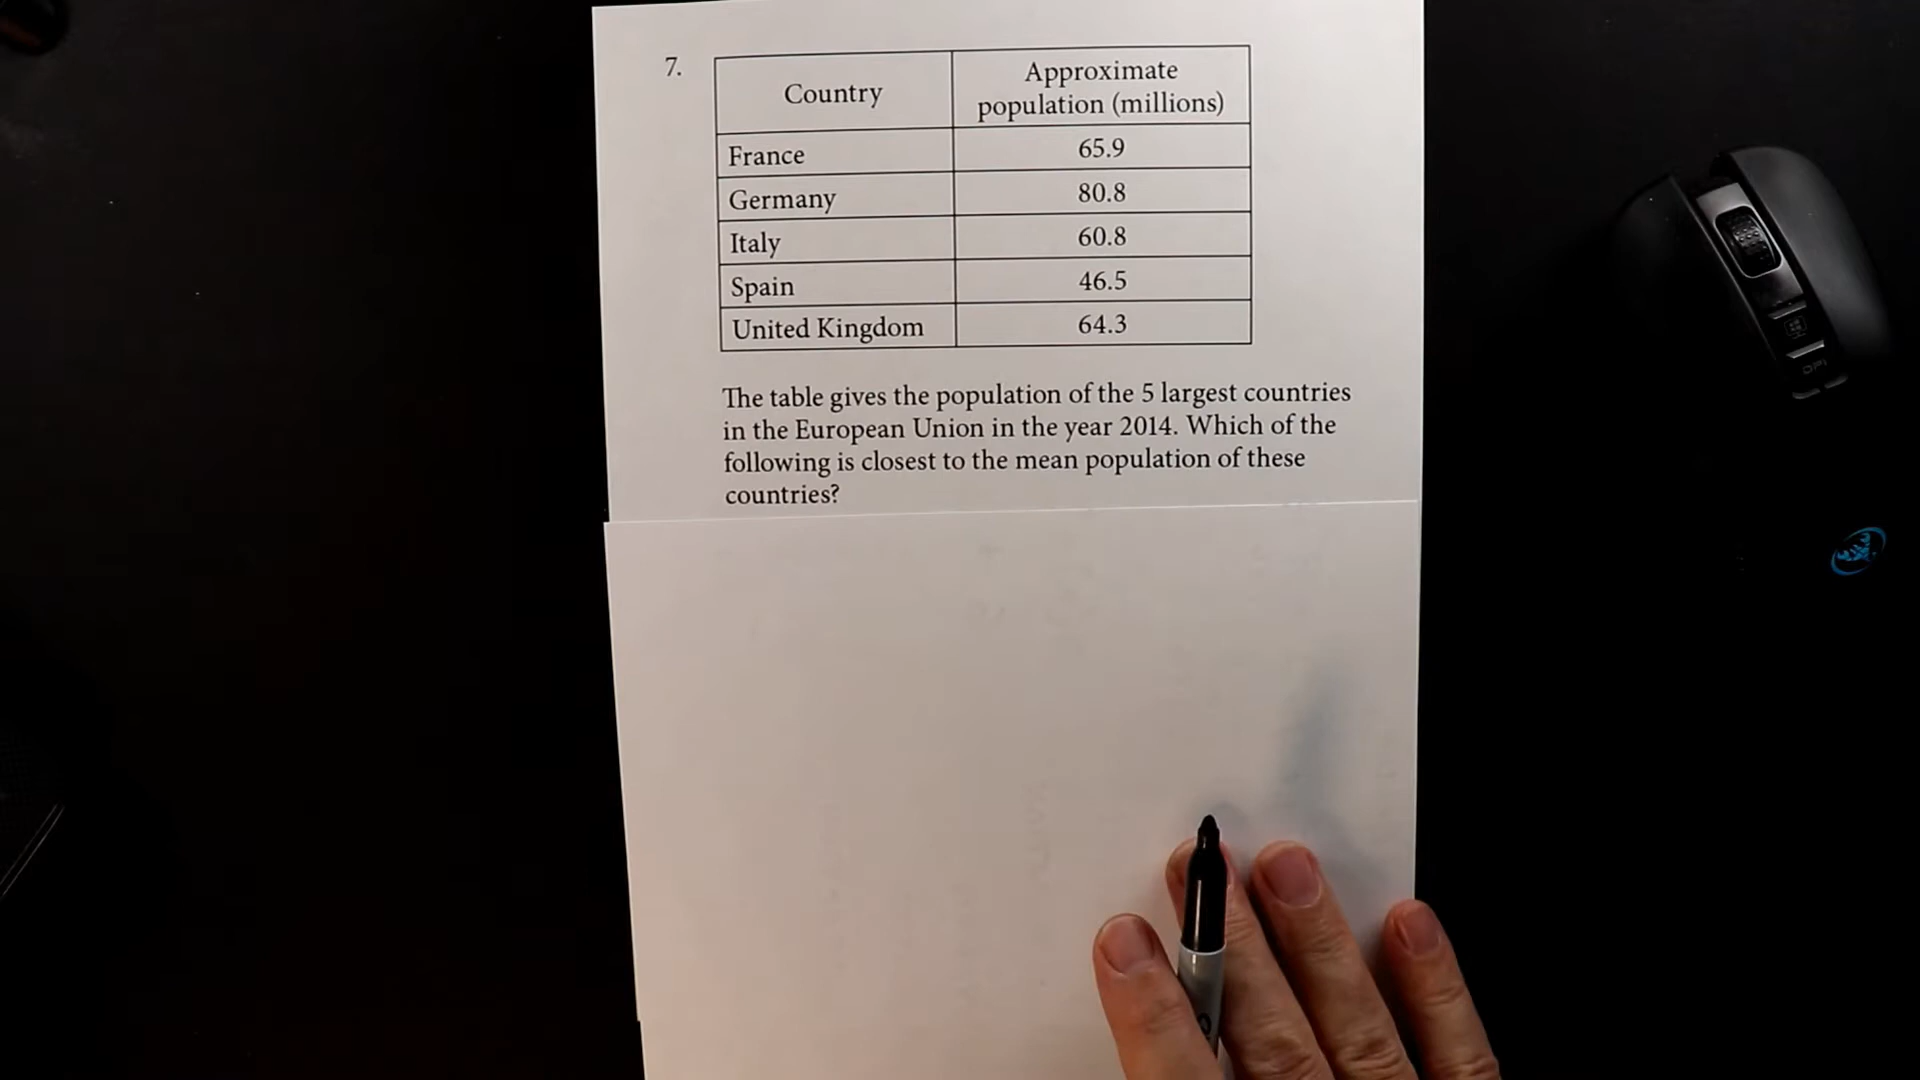 7.
Country
Approximate
population (millions)
France 65.9
Germany 80.8
Italy 60.8
Spain 46.5
United Kingdom 64.3
The table gives the population of the 5 largest countries
in the European Union in the year 2014. Which of the
following is closest to the mean population of these
countries?
DPI